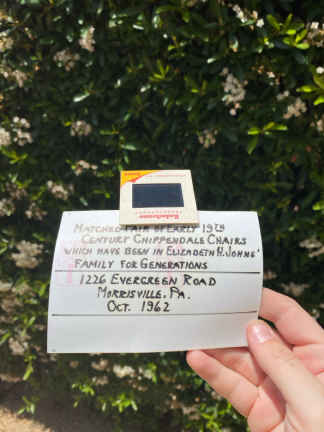 Kodachrome
MATCHED PAIR OF EARLY 19TH
CENTURY CHIPPENDALE CHAIRS
WHICH HAVE BEEN IN ELIZABETH H. JOHNS'
FAMILY FOR GENERATIONS
1226 EVERGREEN ROAD
MORRISVILLE, PA.
OCT. 1962